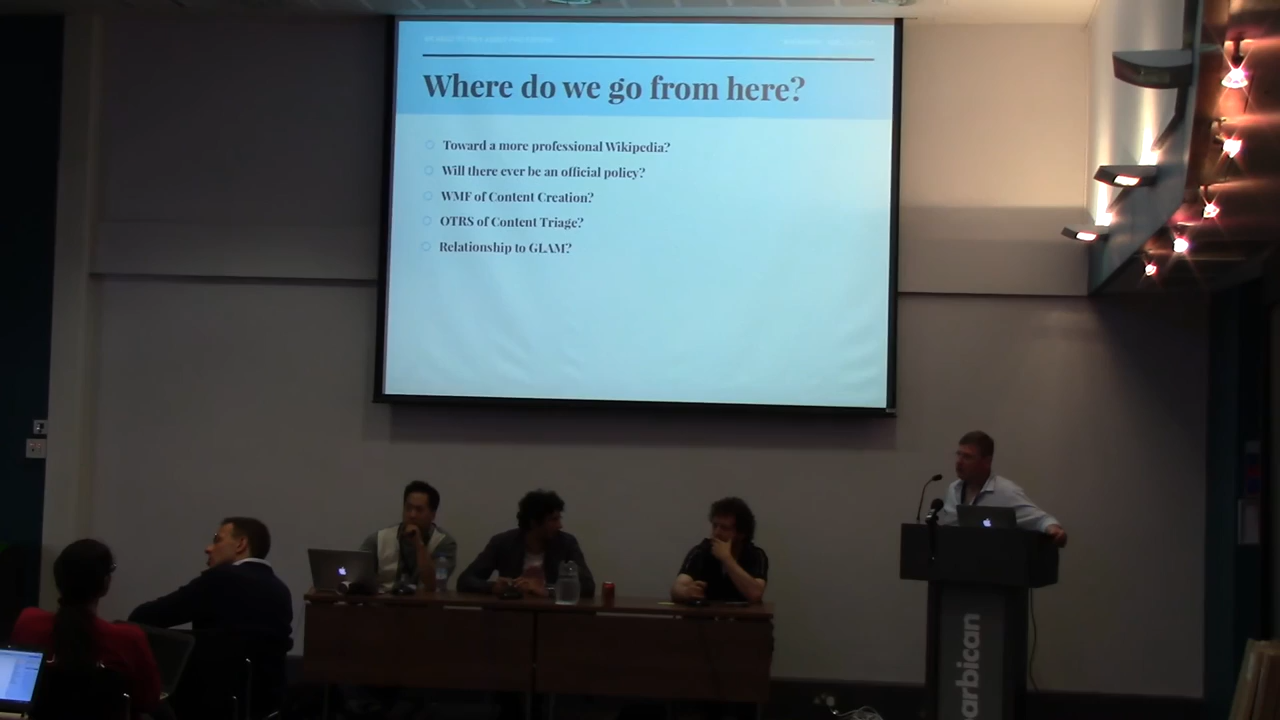 Where do we go from here?
Toward a more professional Wikipedia?
Will there ever be an official policy?
WMF of Content Creation?
OTRS of Content Triage?
Relationship to GLAM?
arbican